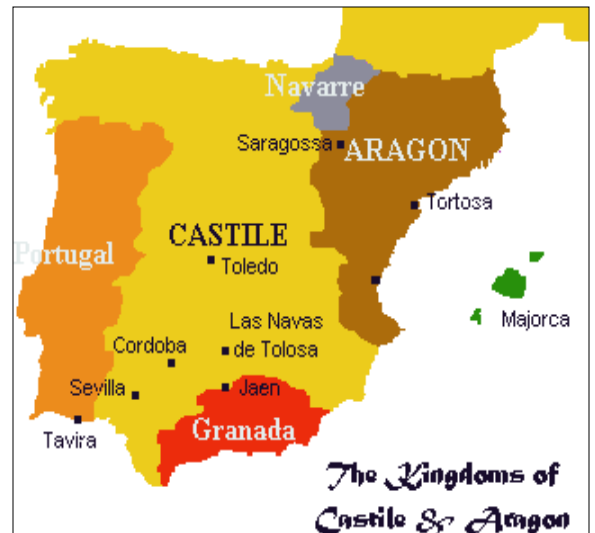 Navarre
Saragossa
ARAGON
Tortosa
CASTILE
Portugal
Toledo
Majorca
Las Navas
de Tolosa
Cordoba
Sevilla
Jaen
Tavira
Granada
The Kingdoms of
Castile & Aragon